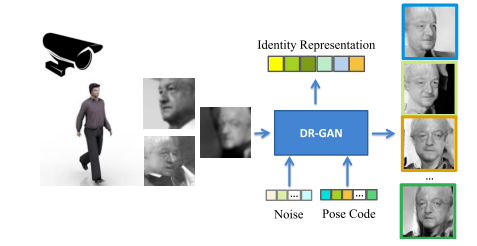 Identity Representation
DR-GAN
...
...
...
Noise
Pose Code